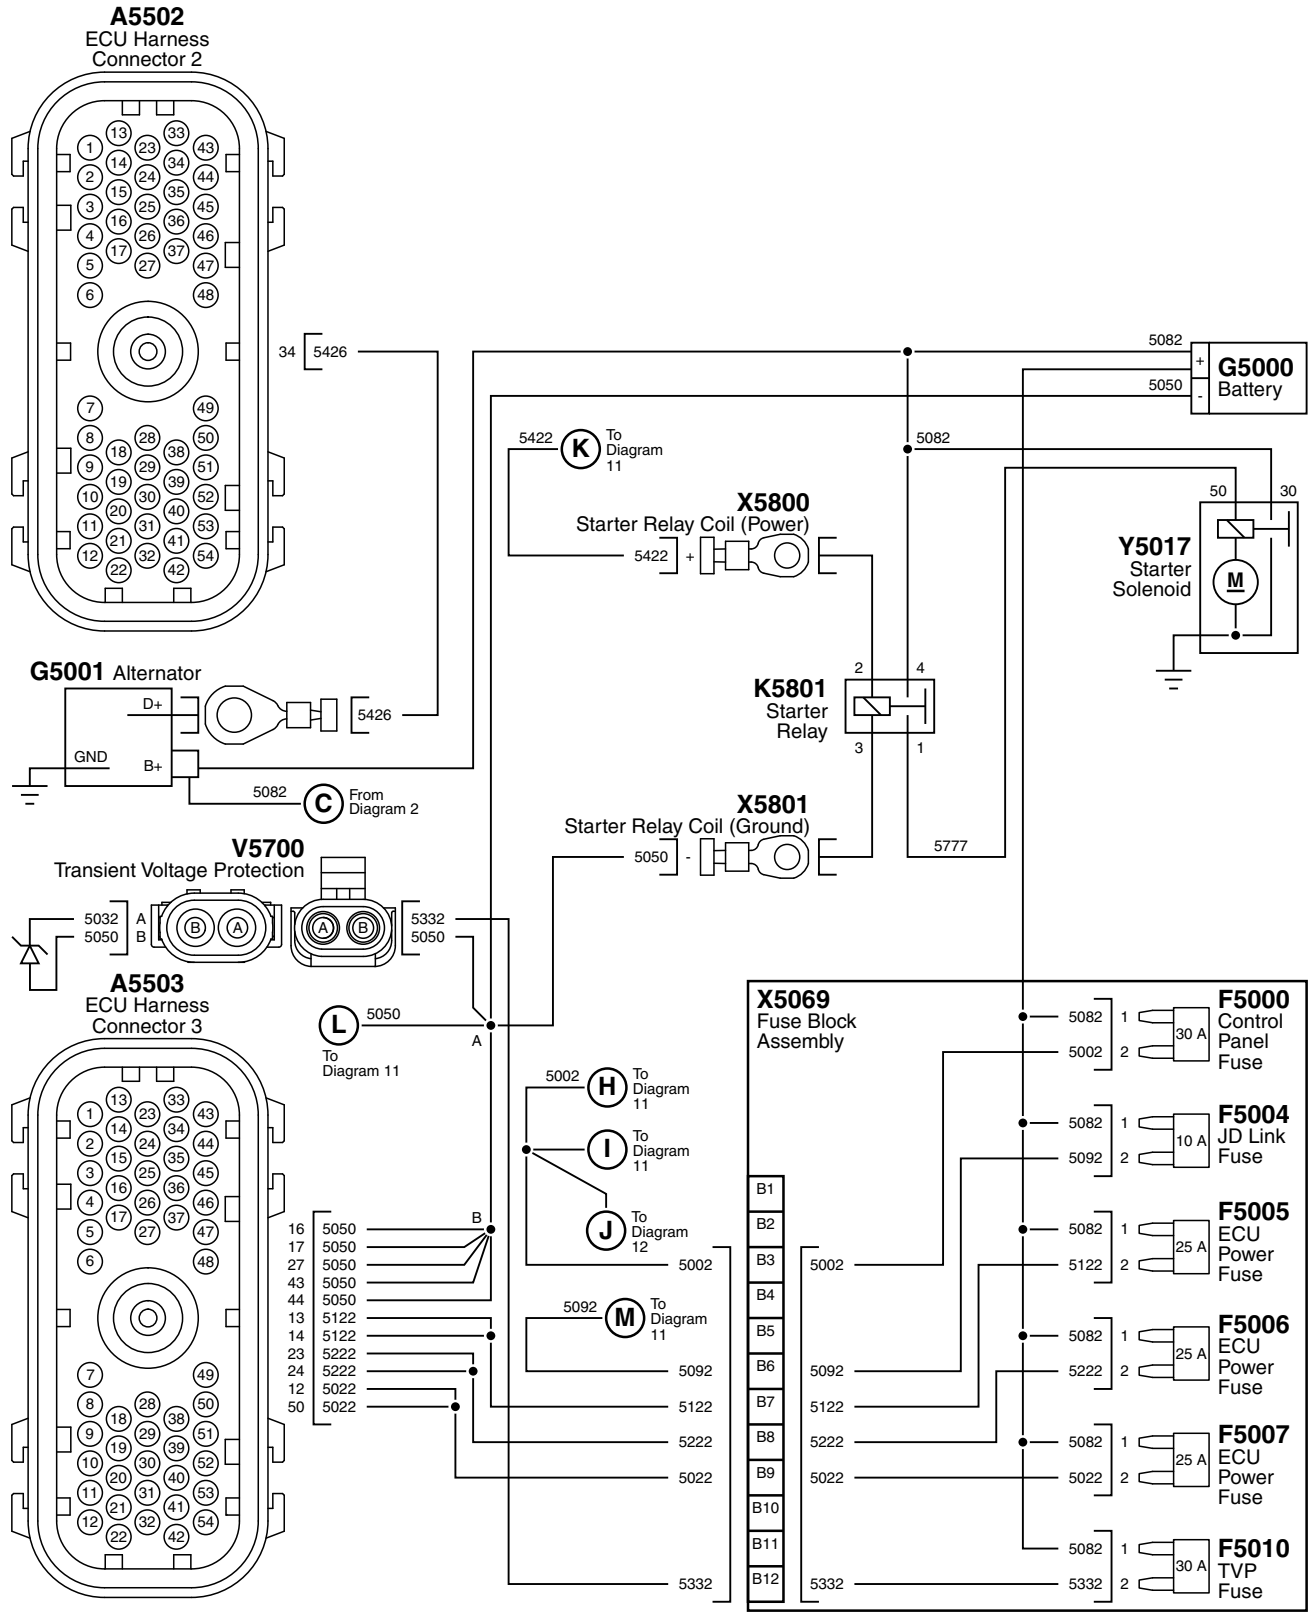 A5502
ECU Harness
Connector 2
13 33
1 23 43
14 34
2 24 44
15 35
3 25 45
16 36
4 26 46
17 37
5 27 47
6 48
7 49
8 28 50
18 38
9 29 51
19 39
10 30 52
20 40
11 31 53
21 41
12 32 54
22 42
34 5426
5082
5050
+
-
G5000
Battery
5422 K To
Diagram
11
5082
X5800
Starter Relay Coil (Power)
5422 +
50 30
Y5017
Starter
Solenoid
M
G5001 Alternator
D+
5426
GND
B+
5082 C From
Diagram 2
2 4
K5801
Starter
Relay
3 1
X5801
Starter Relay Coil (Ground)
5050 -
5777
V5700
Transient Voltage Protection
5032 A
5050 B
B A
A B
5332
5050
A5503
ECU Harness
Connector 3
L 5050
To
Diagram 11
A
13 33
1 23 43
14 34
2 24 44
15 35
3 25 45
16 36
4 26 46
17 37
5 27 47
6 48
7 49
8 28 50
18 38
9 29 51
19 39
10 30 52
20 40
11 31 53
21 41
12 32 54
22 42
B
16 5050
17 5050
27 5050
43 5050
44 5050
13 5122
14 5122
23 5222
24 5222
12 5022
50 5022
5002 H To
Diagram
11
I To
Diagram
11
J To
Diagram
12
5002
5092 M To
Diagram
11
5092
5122
5222
5022
5332
X5069
Fuse Block
Assembly
B1
B2
B3
B4
B5
B6
B7
B8
B9
B10
B11
B12
5002
5092
5122
5222
5022
5332
5082 1
5002 2
30 A
F5000
Control
Panel
Fuse
5082 1
5092 2
10 A
F5004
JD Link
Fuse
5082 1
5122 2
25 A
F5005
ECU
Power
Fuse
5082 1
5222 2
25 A
F5006
ECU
Power
Fuse
5082 1
5022 2
25 A
F5007
ECU
Power
Fuse
5082 1
5332 2
30 A
F5010
TVP
Fuse